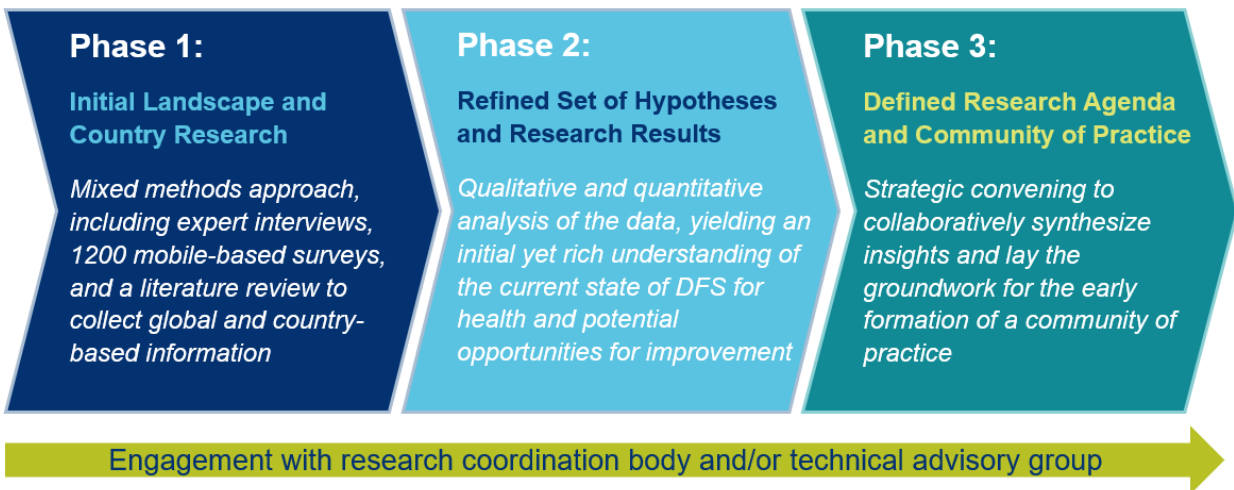 Phase 1:
Initial Landscape and
Country Research
Mixed methods approach,
including expert interviews,
1200 mobile-based surveys,
and a literature review to
collect global and country-
based information
Phase 2:
Refined Set of Hypotheses
and Research Results
Qualitative and quantitative
analysis of the data, yielding an
initial yet rich understanding of
the current state of DFS for
health and potential
opportunities for improvement
Phase 3:
Defined Research Agenda
and Community of Practice
Strategic convening to
collaboratively synthesize
insights and lay the
groundwork for the early
formation of a community of
practice
Engagement with research coordination body and/or technical advisory group